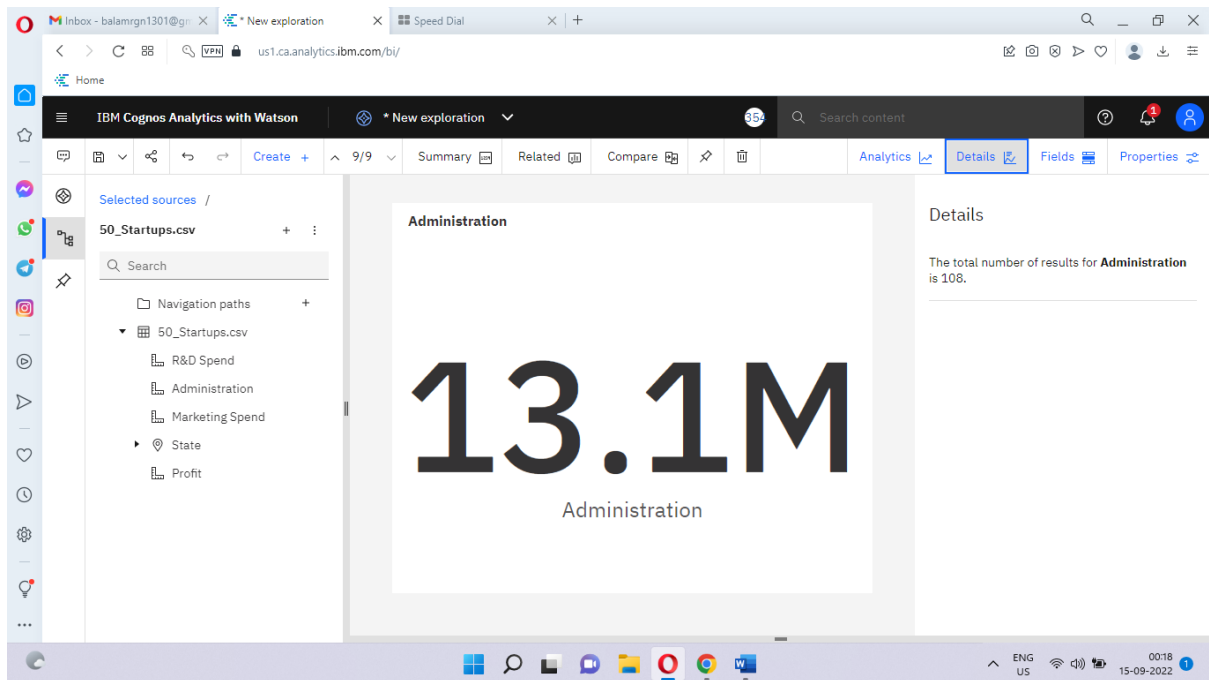 Inbox - balamrgn1301@gm
* New exploration
Speed Dial
VPN
us1.ca.analytics.ibm.com/bi/
Home
IBM Cognos Analytics with Watson
* New exploration
354
Search content
1
Create +
9/9
Summary
Related
Compare
Analytics
Details
Fields
Properties
Selected sources /
50_Startups.csv
Search
Navigation paths
50_Startups.csv
R&D Spend
Administration
Marketing Spend
State
Profit
Administration
13.1M
Administration
Details
The total number of results for Administration
is 108.
ENG
US
00:18
15-09-2022
1